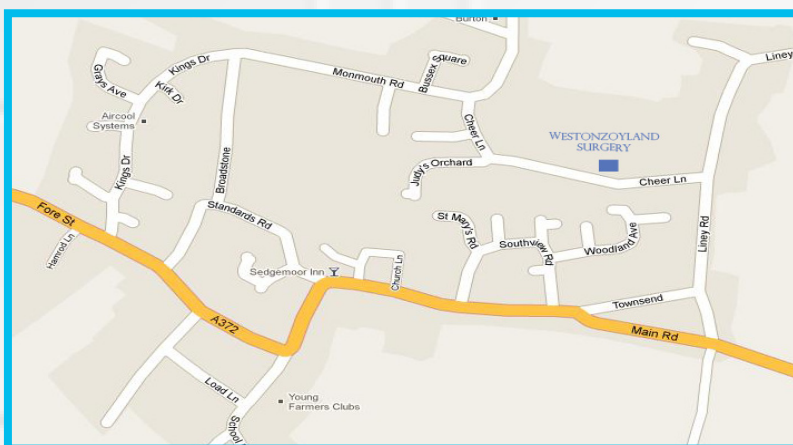 Burton
Kings Dr
Grays Ave
Kirk Dr
Monmouth Rd
Bussex Square
Liney
Aircool
Systems
Cheer Ln
WESTONZOYLAND
SURGERY
Judy's Orchard
Cheer Ln
Kings Dr
Broadstone
Fore St
Standards Rd
St Mary's Rd
Southview Rd
Woodland Ave
Liney Rd
Hamrod Ln
Sedgemoor Inn
Church Ln
Townsend
A372
Main Rd
Load Ln
Young
Farmers Clubs
School